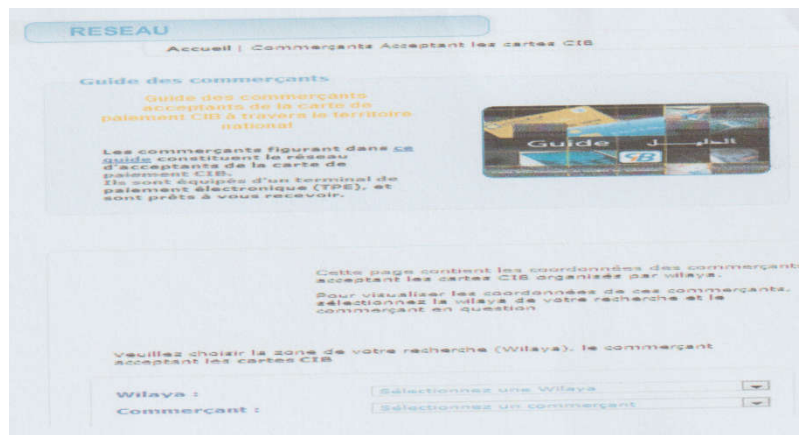 RESEAU
Accueil | Commerçants Acceptant les cartes CIB
Guide des commerçants
Guide des commerçants
acceptants de la carte de
paiement CIB à travers le territoire
national
Les commerçants figurant dans ce
guide constituent le réseau
d'acceptants de la carte de
paiement CIB.
Ils sont équipés d'un terminal de
paiement électronique (TPE), et
sont prêts à vous recevoir.
Guide الدليل
CIB
Cette page contient les coordonnées des commerçants
acceptant les cartes CIB organisés par wilaya.
Pour visualiser les coordonnées de ces commerçants,
sélectionnez la wilaya de votre recherche et le
commerçant en question
Veuillez choisir la zone de votre recherche (Wilaya), le commerçant
acceptant les cartes CIB
Wilaya : Sélectionnez une Wilaya
Commerçant : Sélectionnez un commerçant